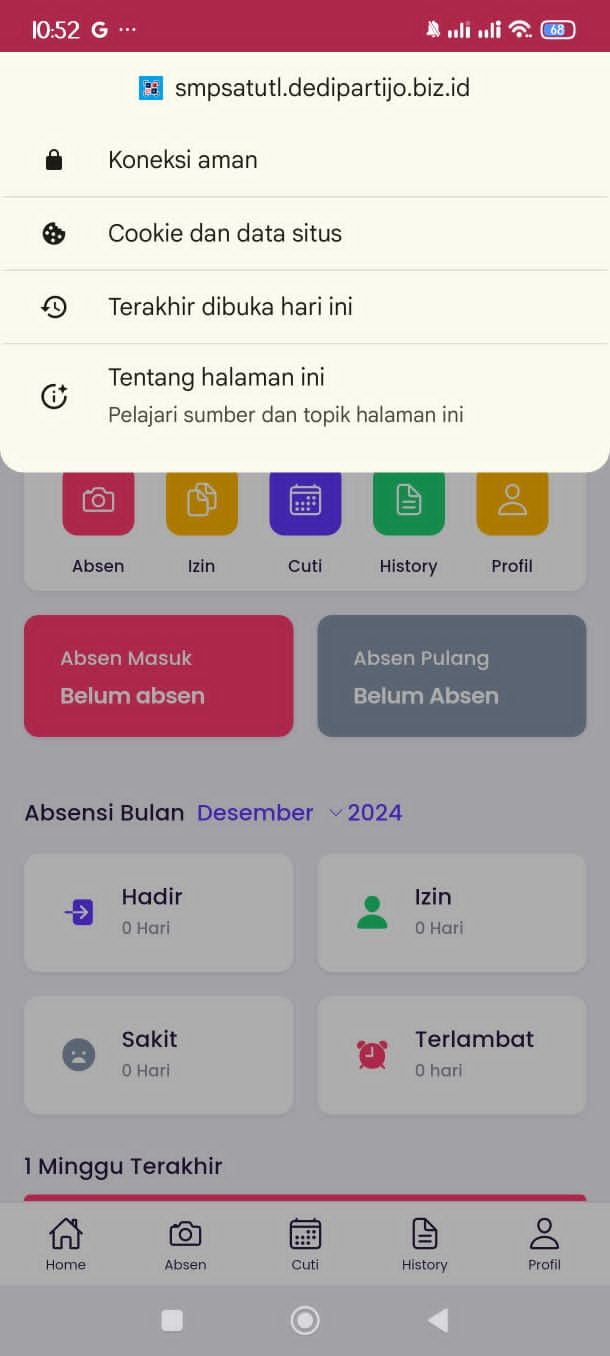 10:52 G ...
68
smpsatutl.dedipartijo.biz.id
Koneksi aman
Cookie dan data situs
Terakhir dibuka hari ini
Tentang halaman ini
Pelajari sumber dan topik halaman ini
Absen Izin Cuti History Profil
Absen Masuk Absen Pulang
Belum absen Belum Absen
Absensi Bulan Desember 2024
Hadir Izin
0 Hari 0 Hari
Sakit Terlambat
0 Hari 0 hari
1 Minggu Terakhir
Home Absen Cuti History Profil